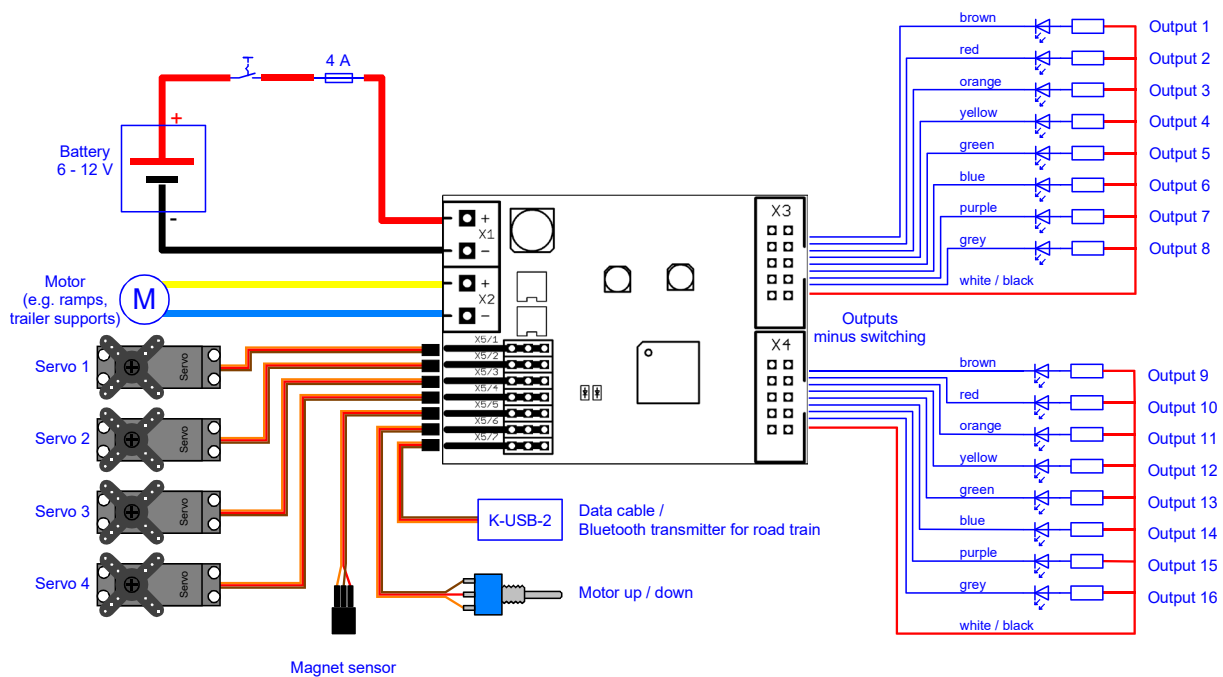 4 A
+
Battery
6 - 12 V
-
Motor
(e.g. ramps,
trailer supports)
M
Servo 1
Servo
Servo 2
Servo
Servo 3
Servo
Servo 4
Servo
+
X1
-
+
X2
-
X5/1
X5/2
X5/3
X5/4
X5/5
X5/6
X5/7
X3
X4
K-USB-2
Data cable /
Bluetooth transmitter for road train
Motor up / down
Magnet sensor
brown
Output 1
red
Output 2
orange
Output 3
yellow
Output 4
green
Output 5
blue
Output 6
purple
Output 7
grey
Output 8
white / black
Outputs
minus switching
brown
Output 9
red
Output 10
orange
Output 11
yellow
Output 12
green
Output 13
blue
Output 14
purple
Output 15
grey
Output 16
white / black